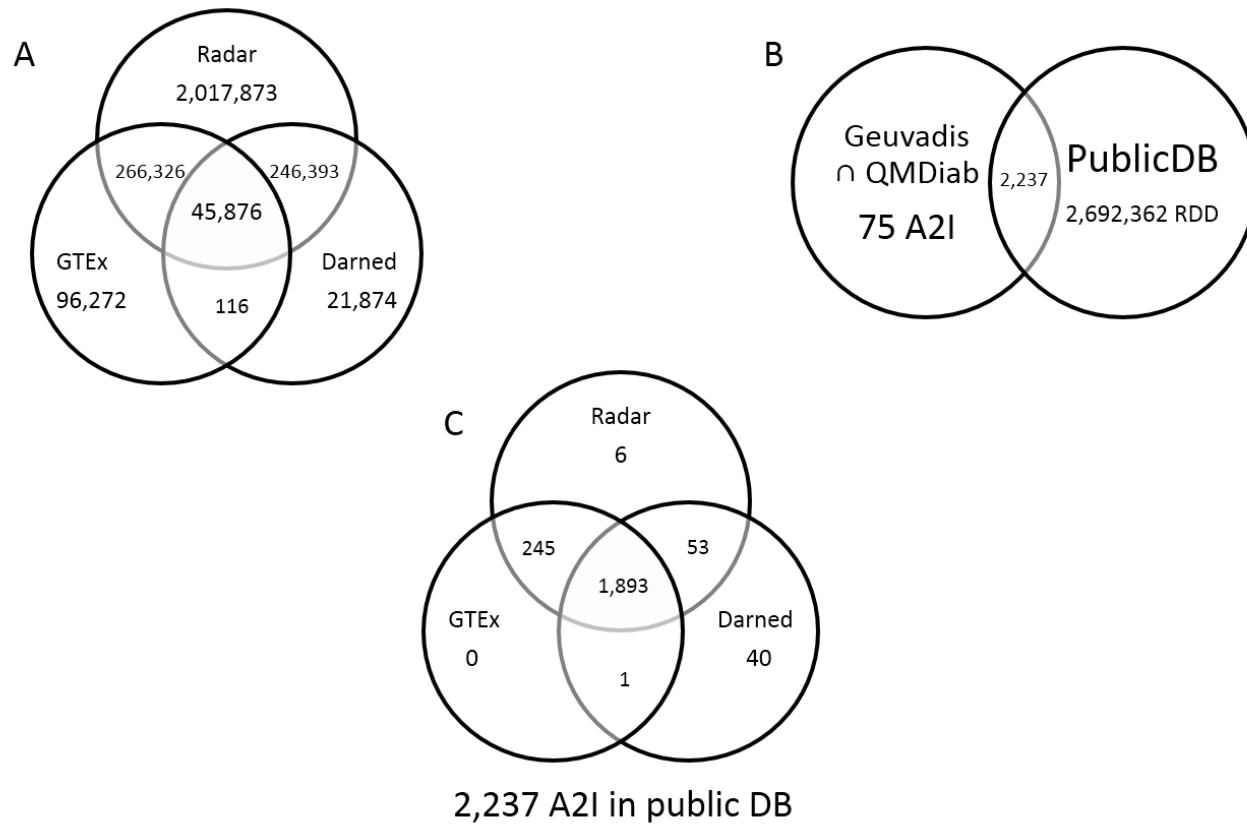 A
Radar
2,017,873
266,326
246,393
45,876
GTEx
96,272
Darned
21,874
116
B
Geuvadis
∩ QMDiab
75 A2I
2,237
PublicDB
2,692,362 RDD
C
Radar
6
245
53
1,893
GTEx
0
Darned
40
1
2,237 A2I in public DB